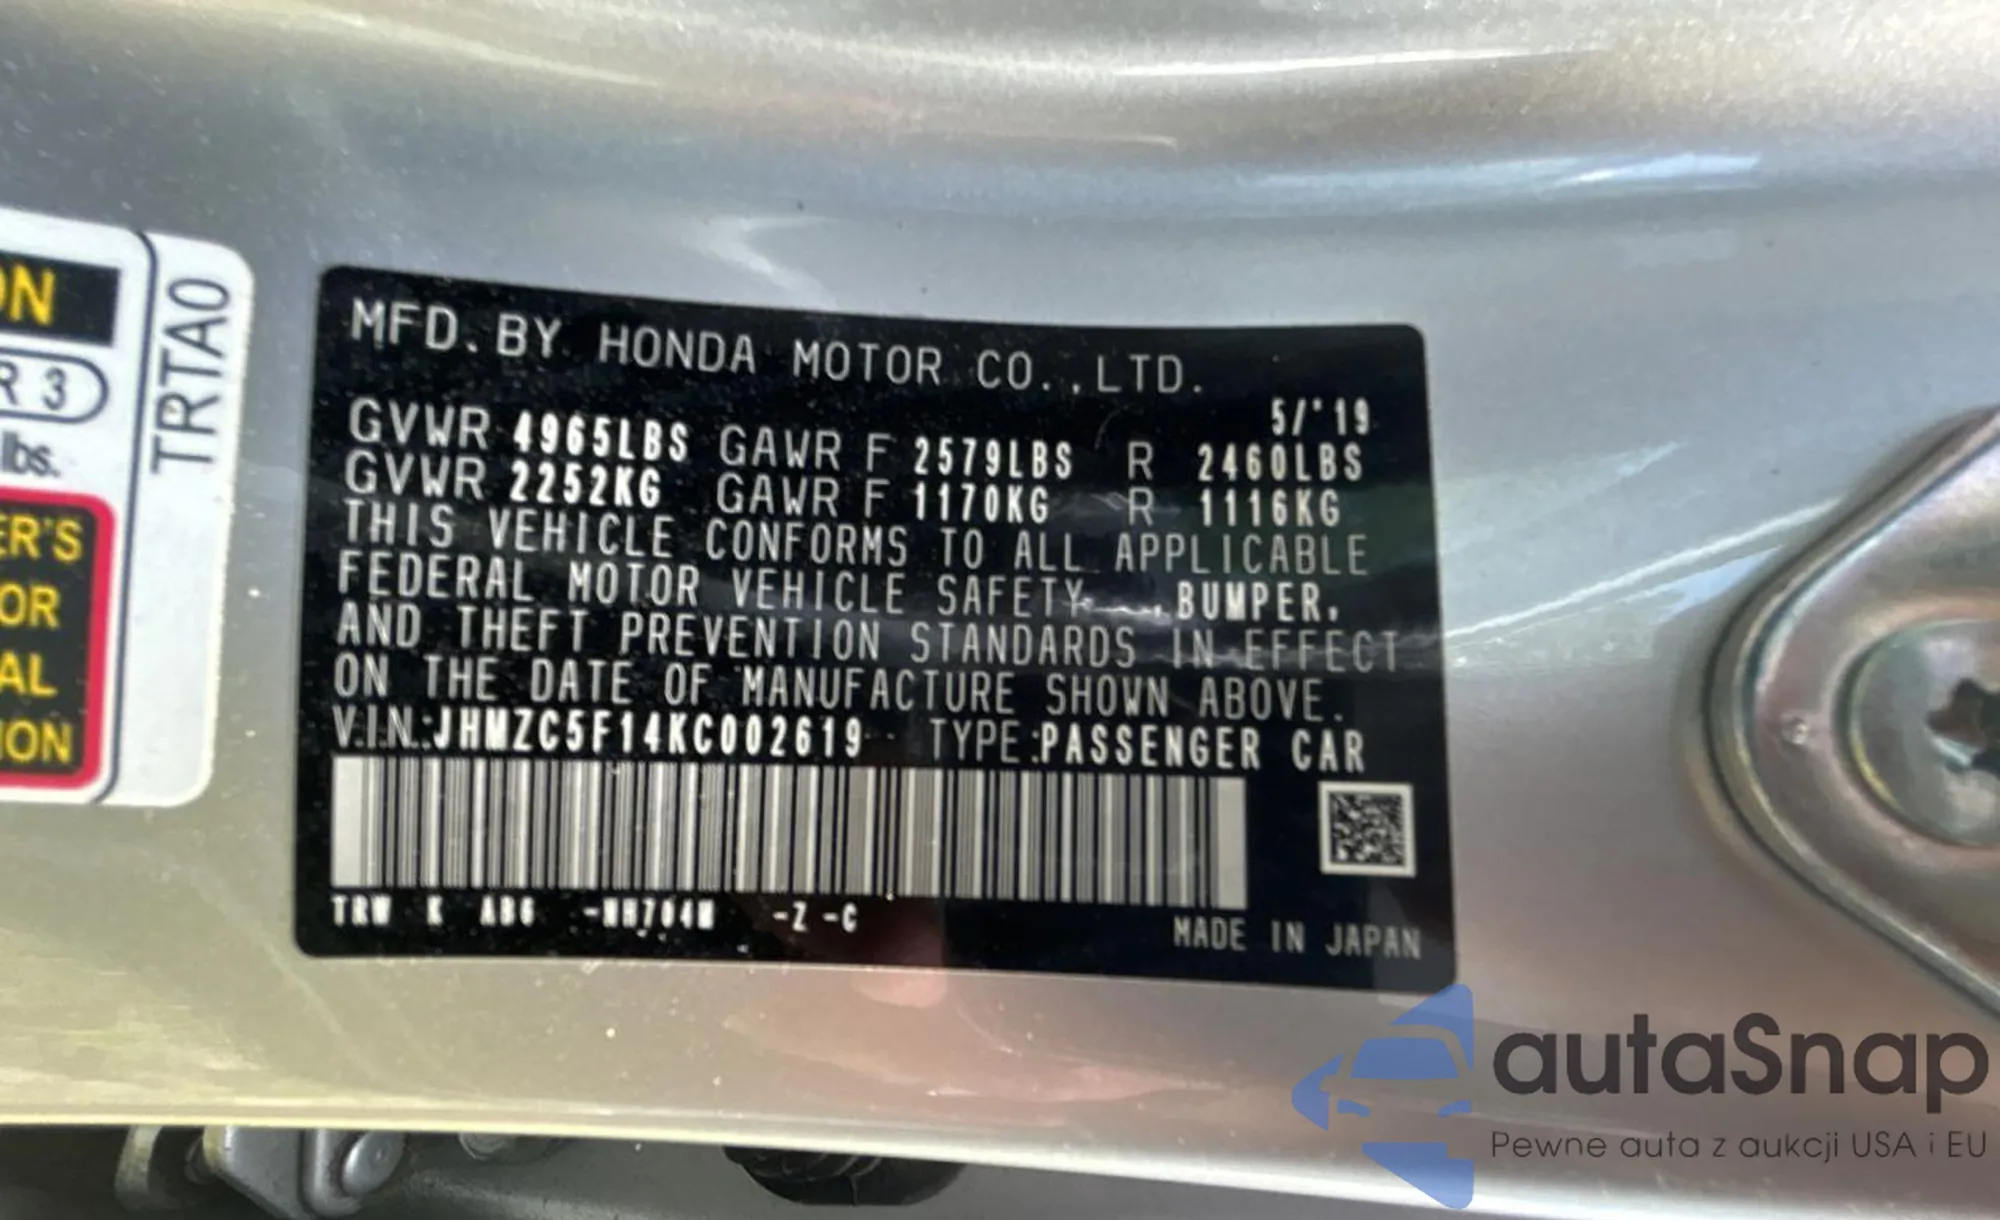 ON
R 3
lbs.
ER'S
OR
AL
ION
TRTA0
MFD. BY HONDA MOTOR CO.,LTD.
5/'19
GVWR 4965LBS GAWR F 2579LBS R 2460LBS
GVWR 2252KG GAWR F 1170KG R 1116KG
THIS VEHICLE CONFORMS TO ALL APPLICABLE
FEDERAL MOTOR VEHICLE SAFETY, BUMPER,
AND THEFT PREVENTION STANDARDS IN EFFECT
ON THE DATE OF MANUFACTURE SHOWN ABOVE.
V.I.N.:JHMZC5F14KC002619 TYPE:PASSENGER CAR
TRW K AB6 -NH704M -Z -C
MADE IN JAPAN
autaSnap
Pewne auta z aukcji USA i EU